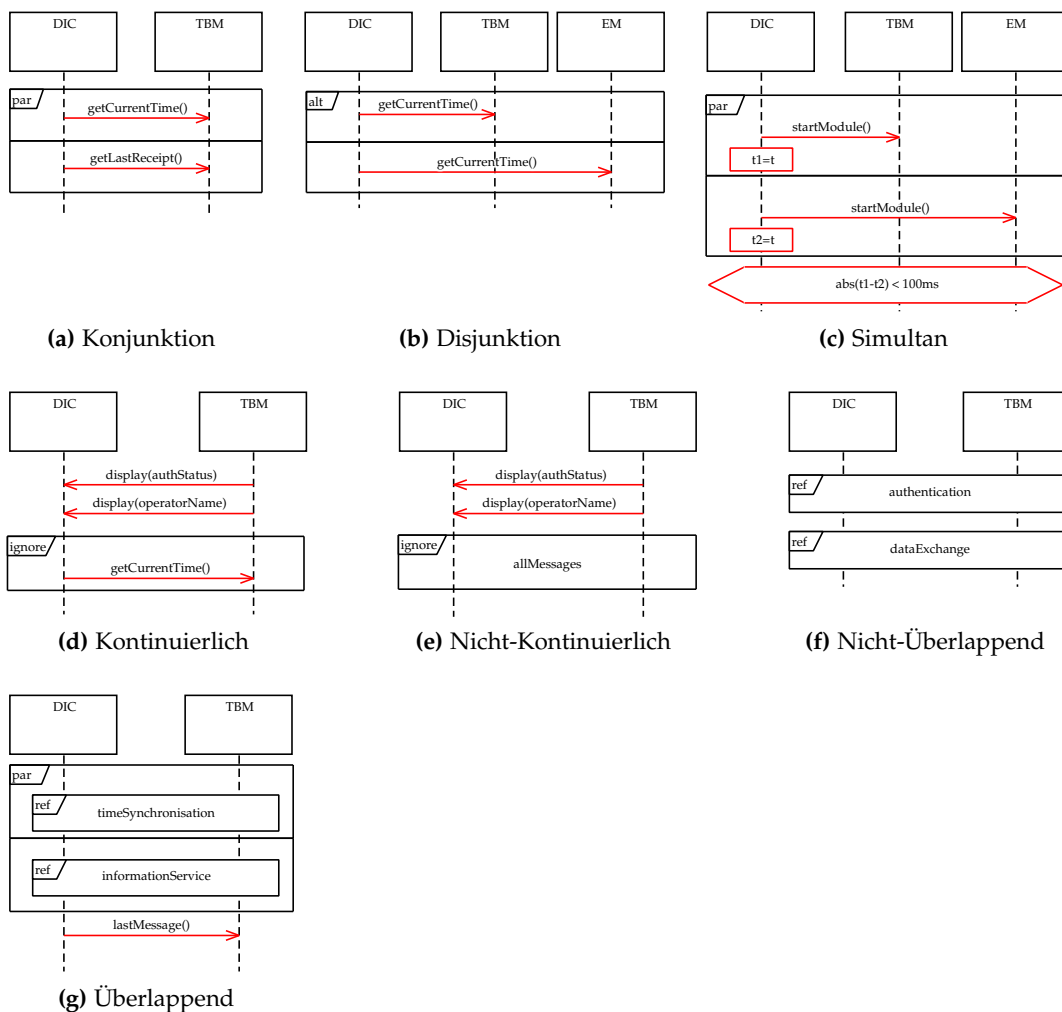 DIC
TBM
par
getCurrentTime()
getLastReceipt()
(a) Konjunktion
DIC
TBM
EM
alt
getCurrentTime()
getCurrentTime()
(b) Disjunktion
DIC
TBM
EM
par
startModule()
t1=t
startModule()
t2=t
abs(t1-t2) < 100ms
(c) Simultan
DIC
TBM
display(authStatus)
display(operatorName)
ignore
getCurrentTime()
(d) Kontinuierlich
DIC
TBM
display(authStatus)
display(operatorName)
ignore
allMessages
(e) Nicht-Kontinuierlich
DIC
TBM
ref
authentication
ref
dataExchange
(f) Nicht-Überlappend
DIC
TBM
par
ref
timeSynchronisation
ref
informationService
lastMessage()
(g) Überlappend